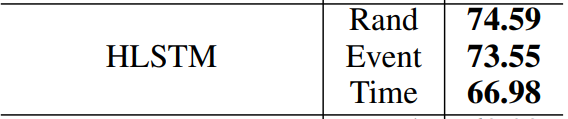 Rand 74.59
HLSTM Event 73.55
Time 66.98